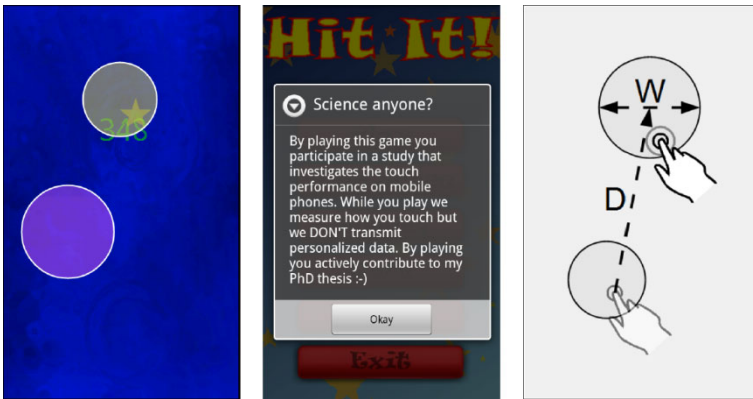 348
Hit It!
Science anyone?
By playing this game you
participate in a study that
investigates the touch
performance on mobile
phones. While you play we
measure how you touch but
we DON'T transmit
personalized data. By playing
you actively contribute to my
PhD thesis :-)
Okay
Exit
W
D